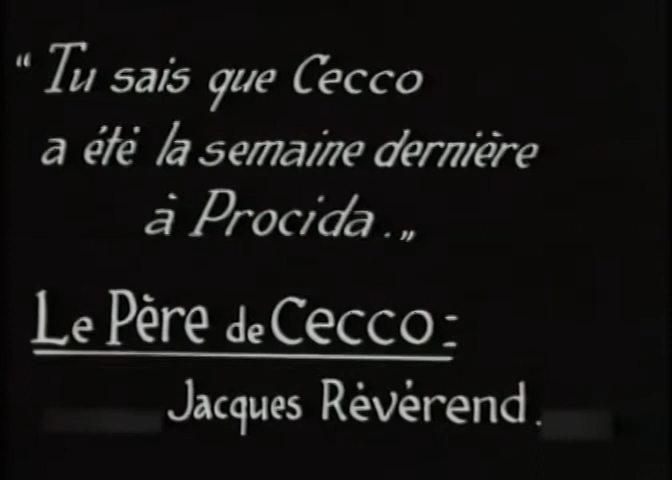 “ Tu sais que Cecco
a été la semaine dernière
à Procida. „
Le Père de Cecco :
Jacques Révérend.